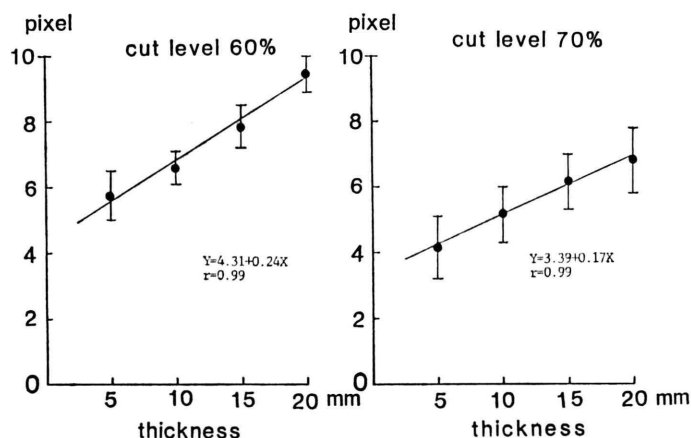 pixel
cut level 60%
10
8
6
4
2
0
Y=4.31+0.24X
r=0.99
5 10 15 20 mm
thickness
pixel
cut level 70%
10
8
6
4
2
0
Y=3.39+0.17X
r=0.99
5 10 15 20 mm
thickness